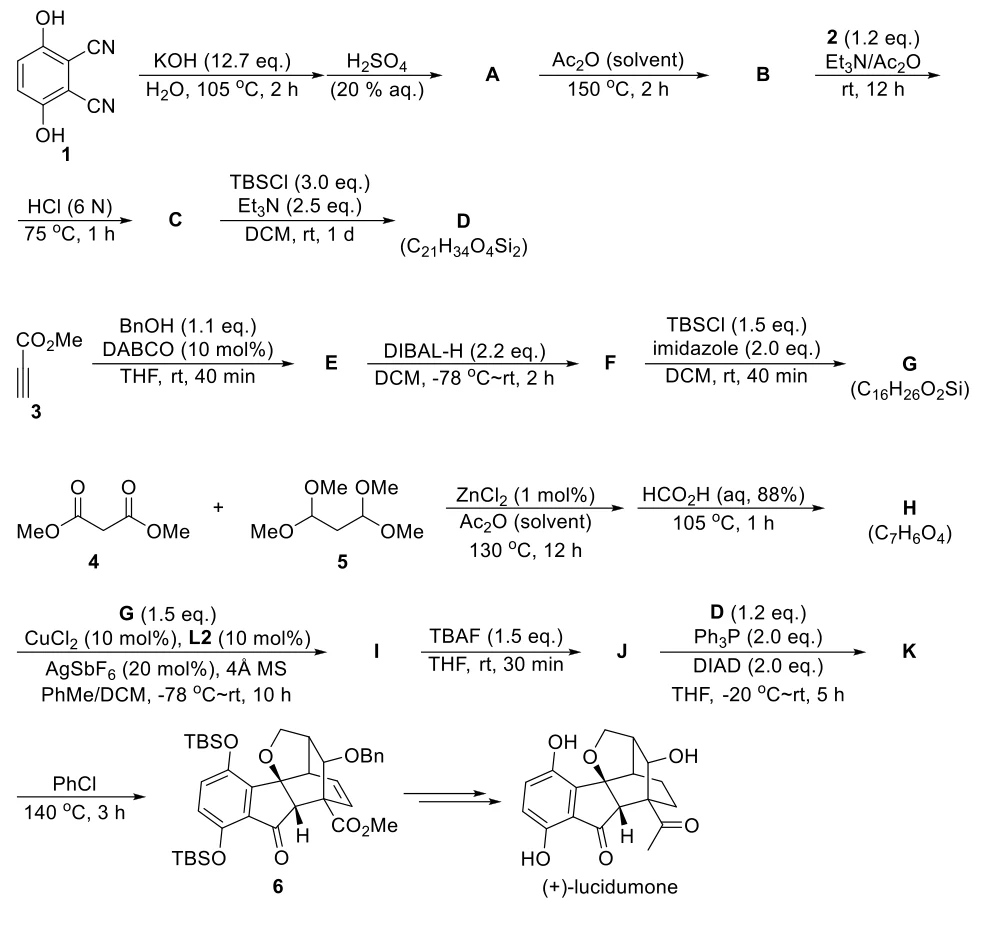 OH
CN
CN
OH
1
KOH (12.7 eq.)
H2O, 105 °C, 2 h
H2SO4
(20 % aq.)
A
Ac2O (solvent)
150 °C, 2 h
B
2 (1.2 eq.)
Et3N/Ac2O
rt, 12 h
HCl (6 N)
75 °C, 1 h
C
TBSCl (3.0 eq.)
Et3N (2.5 eq.)
DCM, rt, 1 d
D
(C21H34O4Si2)
CO2Me
3
BnOH (1.1 eq.)
DABCO (10 mol%)
THF, rt, 40 min
E
DIBAL-H (2.2 eq.)
DCM, -78 °C~rt, 2 h
F
TBSCl (1.5 eq.)
imidazole (2.0 eq.)
DCM, rt, 40 min
G
(C16H26O2Si)
O O
MeO OMe
4
+
OMe OMe
MeO OMe
5
ZnCl2 (1 mol%)
Ac2O (solvent)
130 °C, 12 h
HCO2H (aq, 88%)
105 °C, 1 h
H
(C7H6O4)
G (1.5 eq.)
CuCl2 (10 mol%), L2 (10 mol%)
AgSbF6 (20 mol%), 4Å MS
PhMe/DCM, -78 °C~rt, 10 h
I
TBAF (1.5 eq.)
THF, rt, 30 min
J
D (1.2 eq.)
Ph3P (2.0 eq.)
DIAD (2.0 eq.)
THF, -20 °C~rt, 5 h
K
PhCl
140 °C, 3 h
TBSO
O
OBn
H
CO2Me
TBSO
O
6
OH
O
OH
H
O
HO
O
(+)-lucidumone